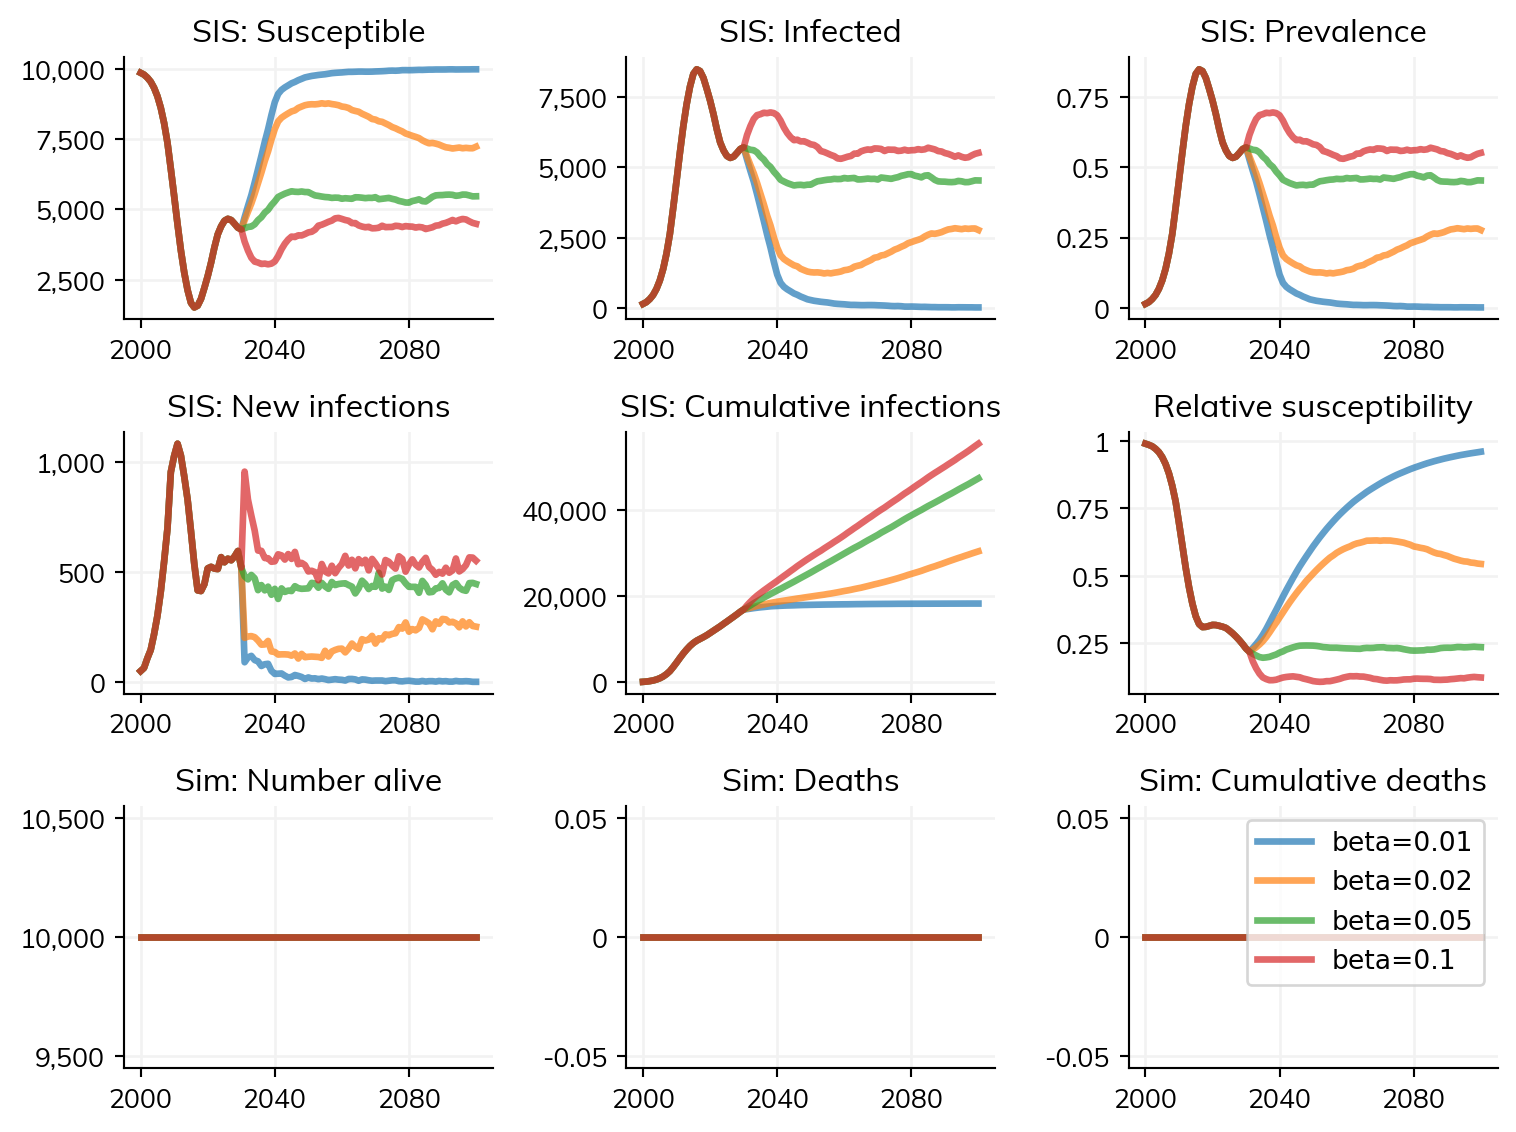 SIS: Susceptible
10,000
7,500
5,000
2,500
2000 2040 2080
SIS: Infected
7,500
5,000
2,500
0
2000 2040 2080
SIS: Prevalence
0.75
0.5
0.25
0
2000 2040 2080
SIS: New infections
1,000
500
0
2000 2040 2080
SIS: Cumulative infections
40,000
20,000
0
2000 2040 2080
Relative susceptibility
1
0.75
0.5
0.25
2000 2040 2080
Sim: Number alive
10,500
10,000
9,500
2000 2040 2080
Sim: Deaths
0.05
0
-0.05
2000 2040 2080
Sim: Cumulative deaths
0.05
0
-0.05
2000 2040 2080
beta=0.01
beta=0.02
beta=0.05
beta=0.1